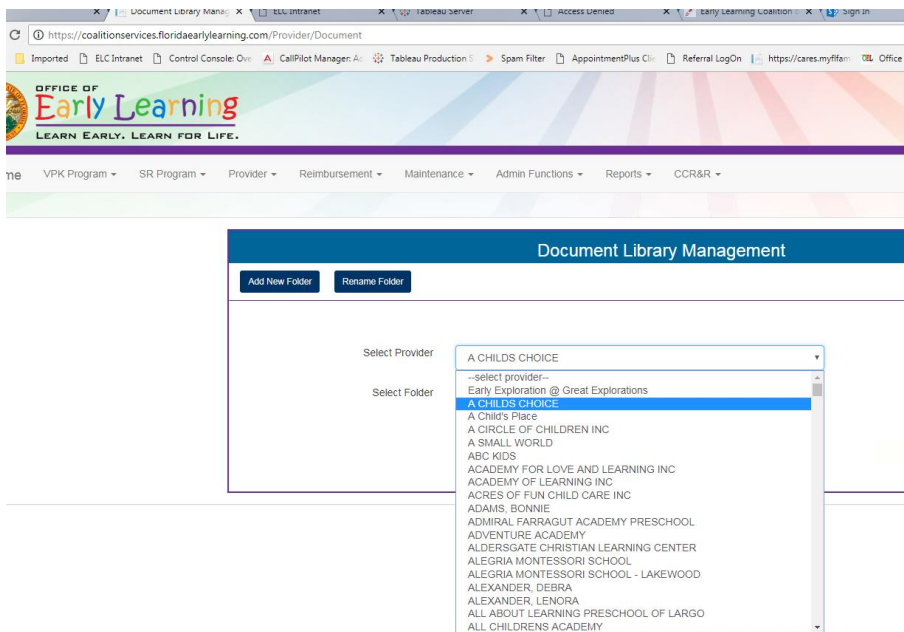 Document Library Manag
ELC Intranet
Tableau Server
Access Denied
Early Learning Coalition
Sign In
https://coalitionservices.floridaearlylearning.com/Provider/Document
Imported ELC Intranet Control Console: Ove CallPilot Manager: Ac Tableau Production S Spam Filter AppointmentPlus Clie Referral LogOn https://cares.myflfam Office
OFFICE OF
Early Learning
LEARN EARLY. LEARN FOR LIFE.
me VPK Program SR Program Provider Reimbursement Maintenance Admin Functions Reports CCR&R
Document Library Management
Add New Folder Rename Folder
Select Provider A CHILDS CHOICE
--select provider--
Select Folder
Early Exploration @ Great Explorations
A CHILDS CHOICE
A Child's Place
A CIRCLE OF CHILDREN INC
A SMALL WORLD
ABC KIDS
ACADEMY FOR LOVE AND LEARNING INC
ACADEMY OF LEARNING INC
ACRES OF FUN CHILD CARE INC
ADAMS, BONNIE
ADMIRAL FARRAGUT ACADEMY PRESCHOOL
ADVENTURE ACADEMY
ALDERSGATE CHRISTIAN LEARNING CENTER
ALEGRIA MONTESSORI SCHOOL
ALEGRIA MONTESSORI SCHOOL - LAKEWOOD
ALEXANDER, DEBRA
ALEXANDER, LENORA
ALL ABOUT LEARNING PRESCHOOL OF LARGO
ALL CHILDRENS ACADEMY